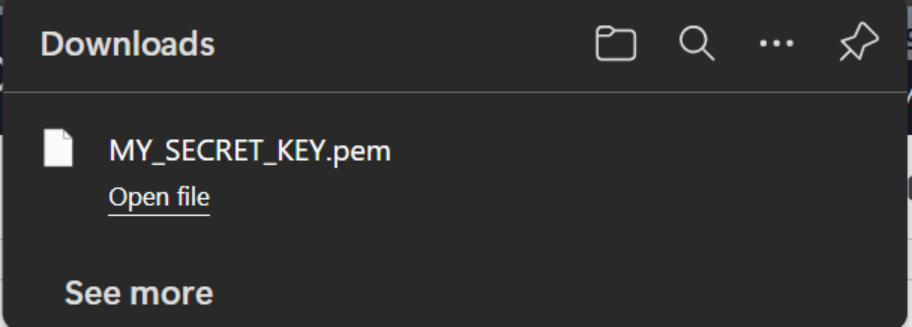 Downloads
MY_SECRET_KEY.pem
Open file
See more